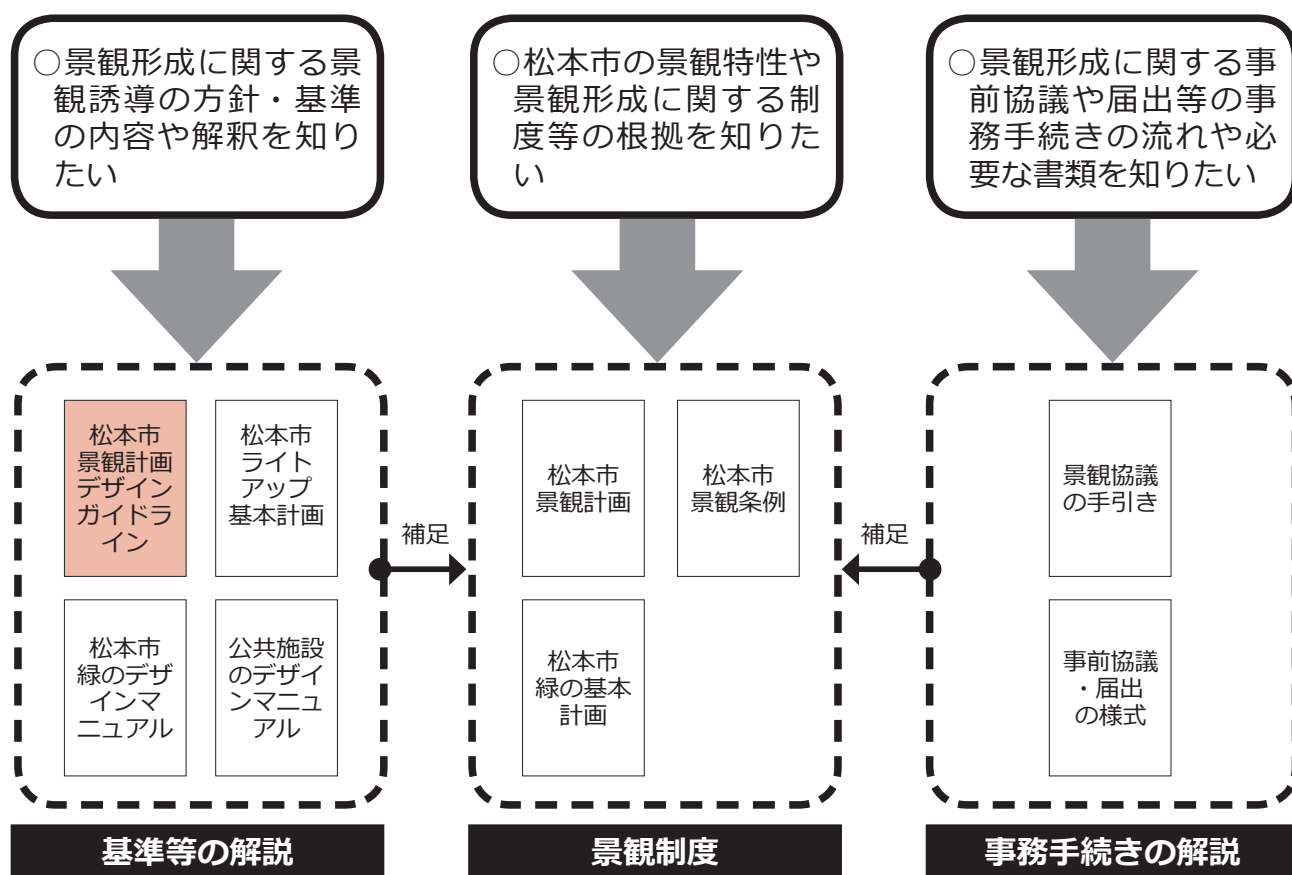 ○景観形成に関する景
観誘導の方針・基準
の内容や解釈を知り
たい
○松本市の景観特性や
景観形成に関する制
度等の根拠を知りた
い
○景観形成に関する事
前協議や届出等の事
務手続きの流れや必
要な書類を知りたい
松本市
景観計画
デザイン
ガイドラ
イン
松本市
ライト
アップ
基本計画
松本市
緑のデザ
インマ
ニュアル
公共施設
のデザイ
ンマニュ
アル
補足
松本市
景観計画
松本市
景観条例
松本市
緑の基本
計画
補足
景観協議
の手引き
事前協議
・届出
の様式
基準等の解説
景観制度
事務手続きの解説